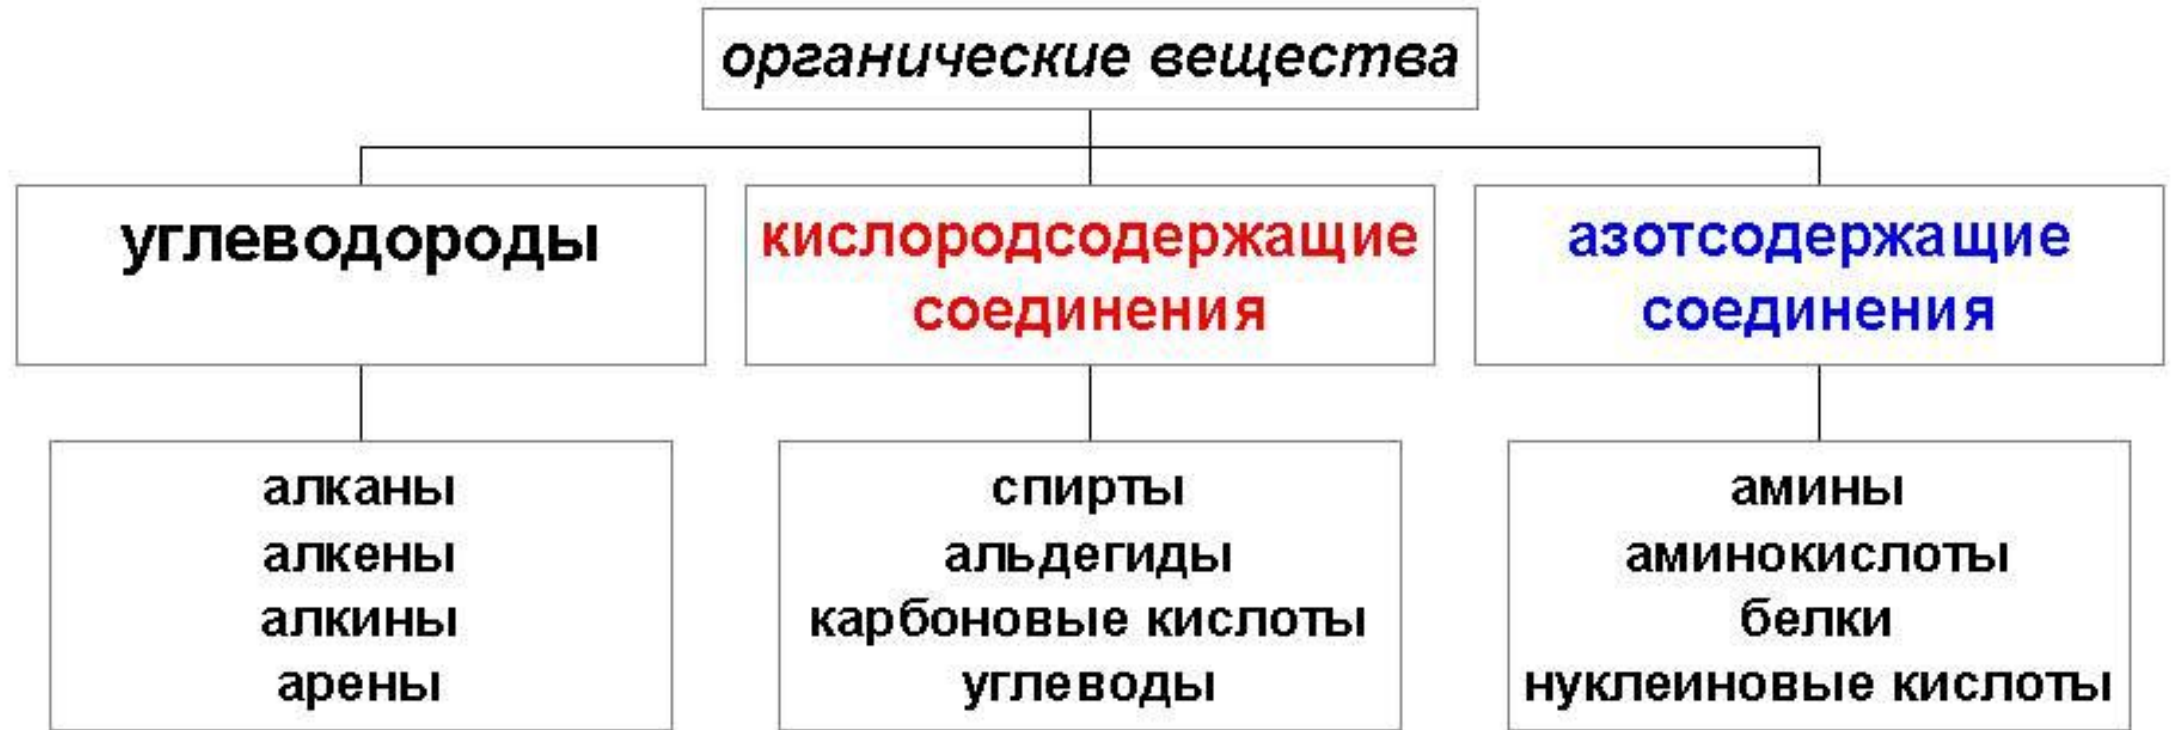 органические вещества
углеводороды
кислородсодержащие
соединения
азотсодержащие
соединения
алканы
алкены
алкины
арены
спирты
альдегиды
карбоновые кислоты
углеводы
амины
аминокислоты
белки
нуклеиновые кислоты